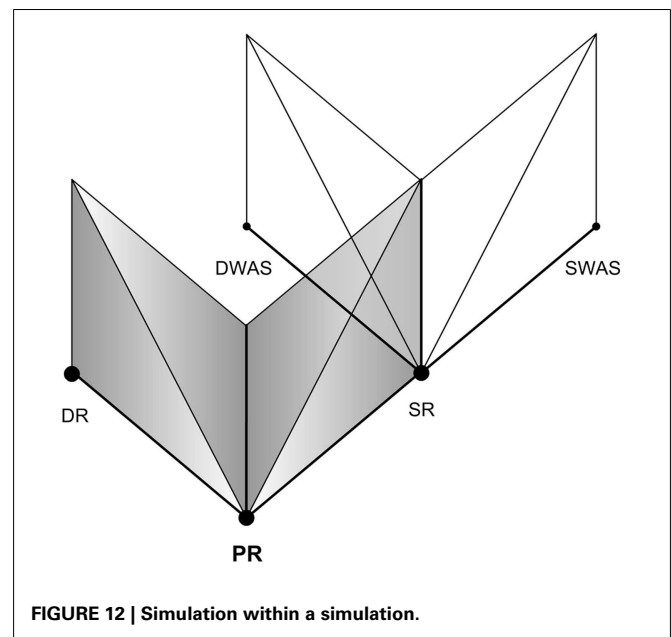 DWAS
SWAS
DR
SR
PR
FIGURE 12 | Simulation within a simulation.